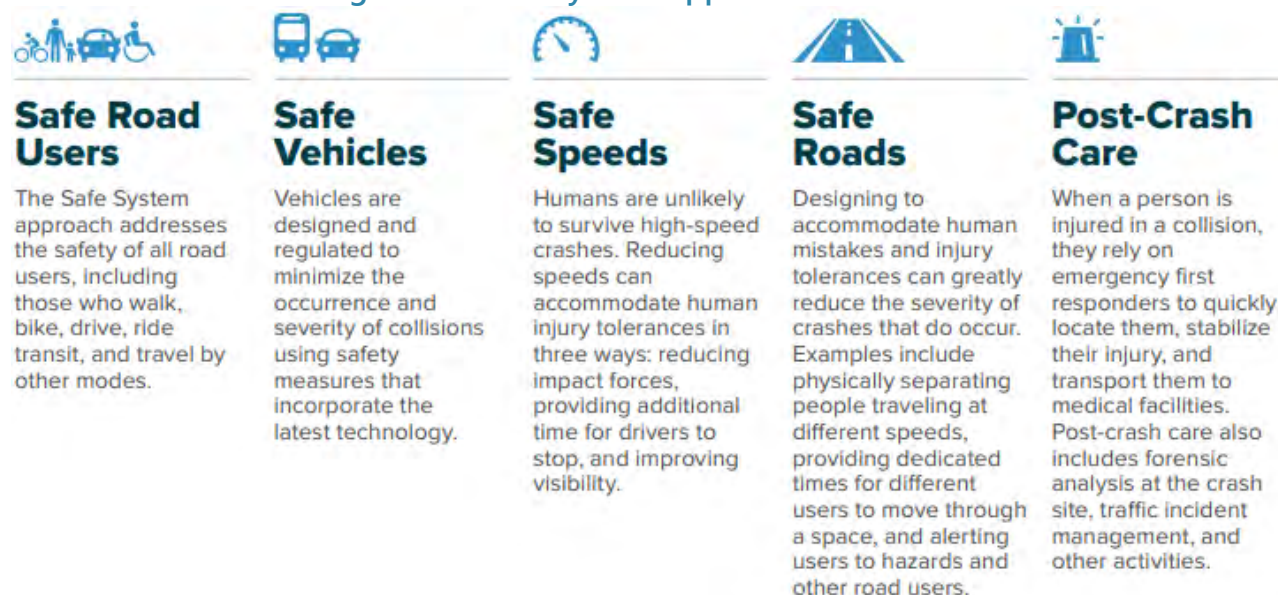 Safe Road
Users
The Safe System
approach addresses
the safety of all road
users, including
those who walk,
bike, drive, ride
transit, and travel by
other modes.
Safe
Vehicles
Vehicles are
designed and
regulated to
minimize the
occurrence and
severity of collisions
using safety
measures that
incorporate the
latest technology.
Safe
Speeds
Humans are unlikely
to survive high-speed
crashes. Reducing
speeds can
accommodate human
injury tolerances in
three ways: reducing
impact forces,
providing additional
time for drivers to
stop, and improving
visibility.
Safe
Roads
Designing to
accommodate human
mistakes and injury
tolerances can greatly
reduce the severity of
crashes that do occur.
Examples include
physically separating
people traveling at
different speeds,
providing dedicated
times for different
users to move through
a space, and alerting
users to hazards and
other road users.
Post-Crash
Care
When a person is
injured in a collision,
they rely on
emergency first
responders to quickly
locate them, stabilize
their injury, and
transport them to
medical facilities.
Post-crash care also
includes forensic
analysis at the crash
site, traffic incident
management, and
other activities.